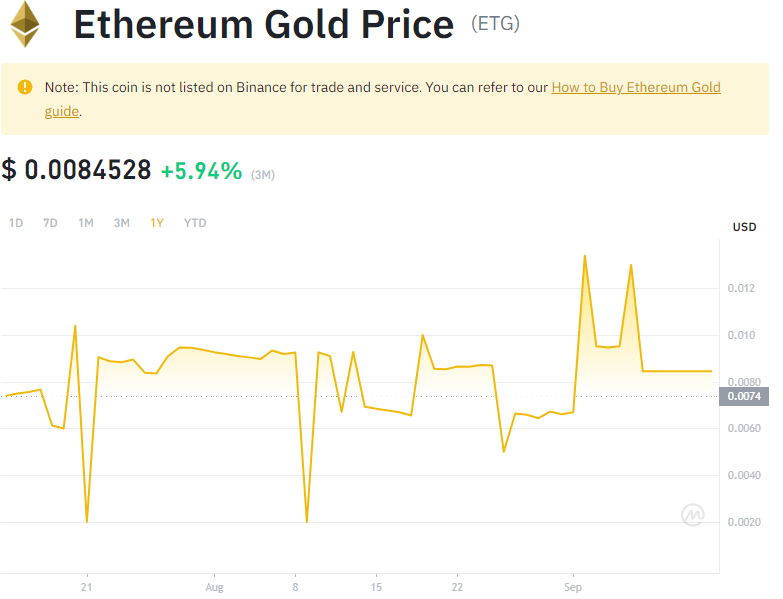 Ethereum Gold Price (ETG)
Note: This coin is not listed on Binance for trade and service. You can refer to our How to Buy Ethereum Gold
guide.
$ 0.0084528 +5.94% (3M)
1D 7D 1M 3M 1Y YTD
USD
0.012
0.010
0.0080
0.0074
0.0060
0.0040
0.0020
21 Aug 8 15 22 Sep